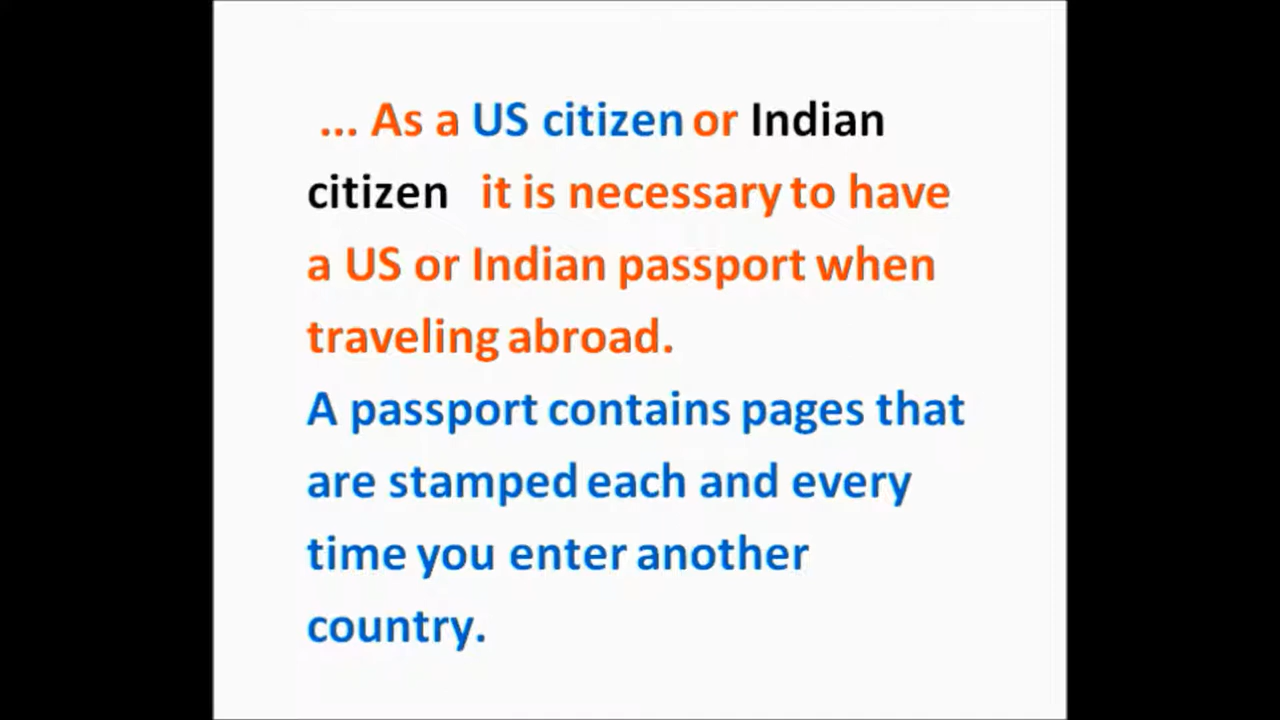 ... As a US citizen or Indian
citizen it is necessary to have
a US or Indian passport when
traveling abroad.
A passport contains pages that
are stamped each and every
time you enter another
country.